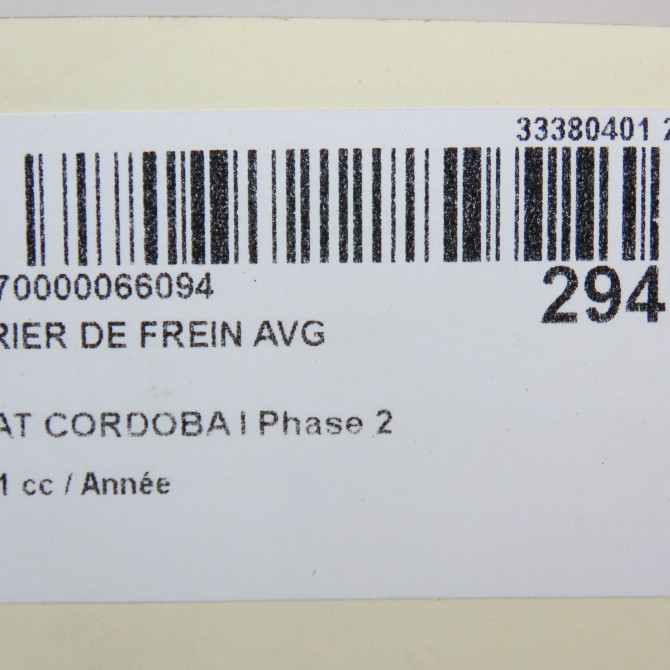 33380401 2
70000066094
294
RIER DE FREIN AVG
AT CORDOBA I Phase 2
1 cc / Année